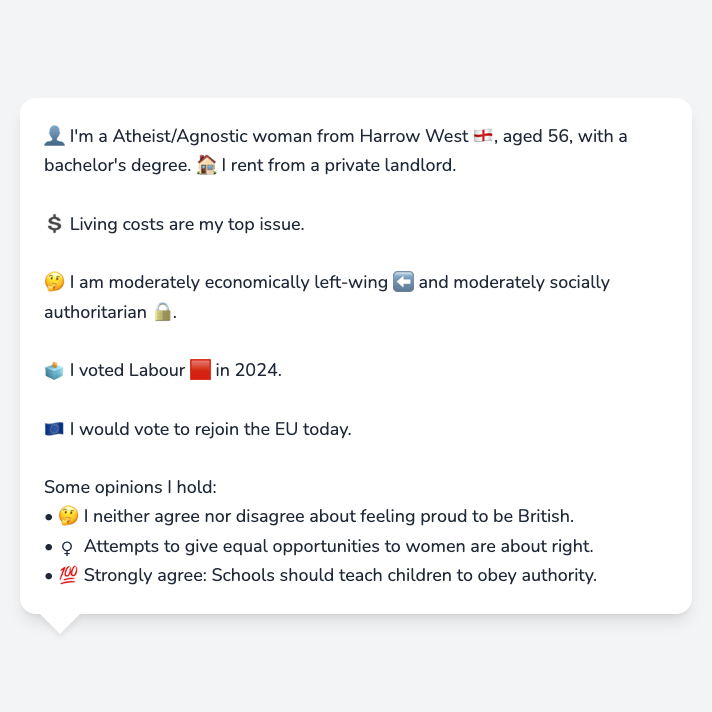 👤 I'm a Atheist/Agnostic woman from Harrow West 🏴󠁧󠁢󠁥󠁮󠁧󠁿, aged 56, with a
bachelor's degree. 🏠 I rent from a private landlord.
💲 Living costs are my top issue.
🤔 I am moderately economically left-wing ⬅️ and moderately socially
authoritarian 🔒.
🗳️ I voted Labour 🟥 in 2024.
🇪🇺 I would vote to rejoin the EU today.
Some opinions I hold:
• 🤔 I neither agree nor disagree about feeling proud to be British.
• ♀ Attempts to give equal opportunities to women are about right.
• 💯 Strongly agree: Schools should teach children to obey authority.